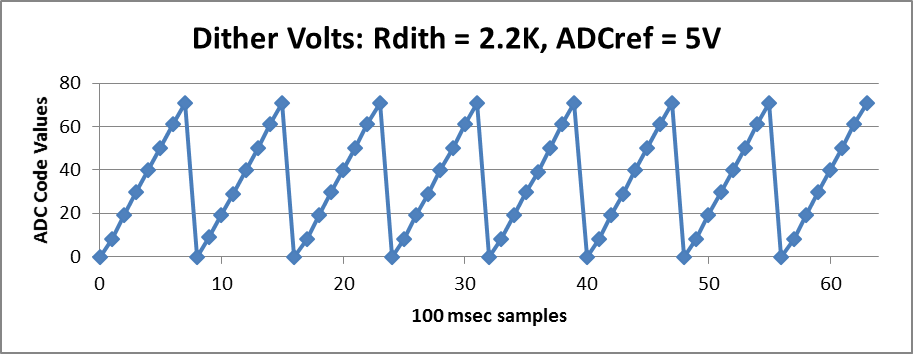 Dither Volts: Rdith = 2.2K, ADCref = 5V
ADC Code Values
80
60
40
20
0
0 10 20 30 40 50 60
100 msec samples